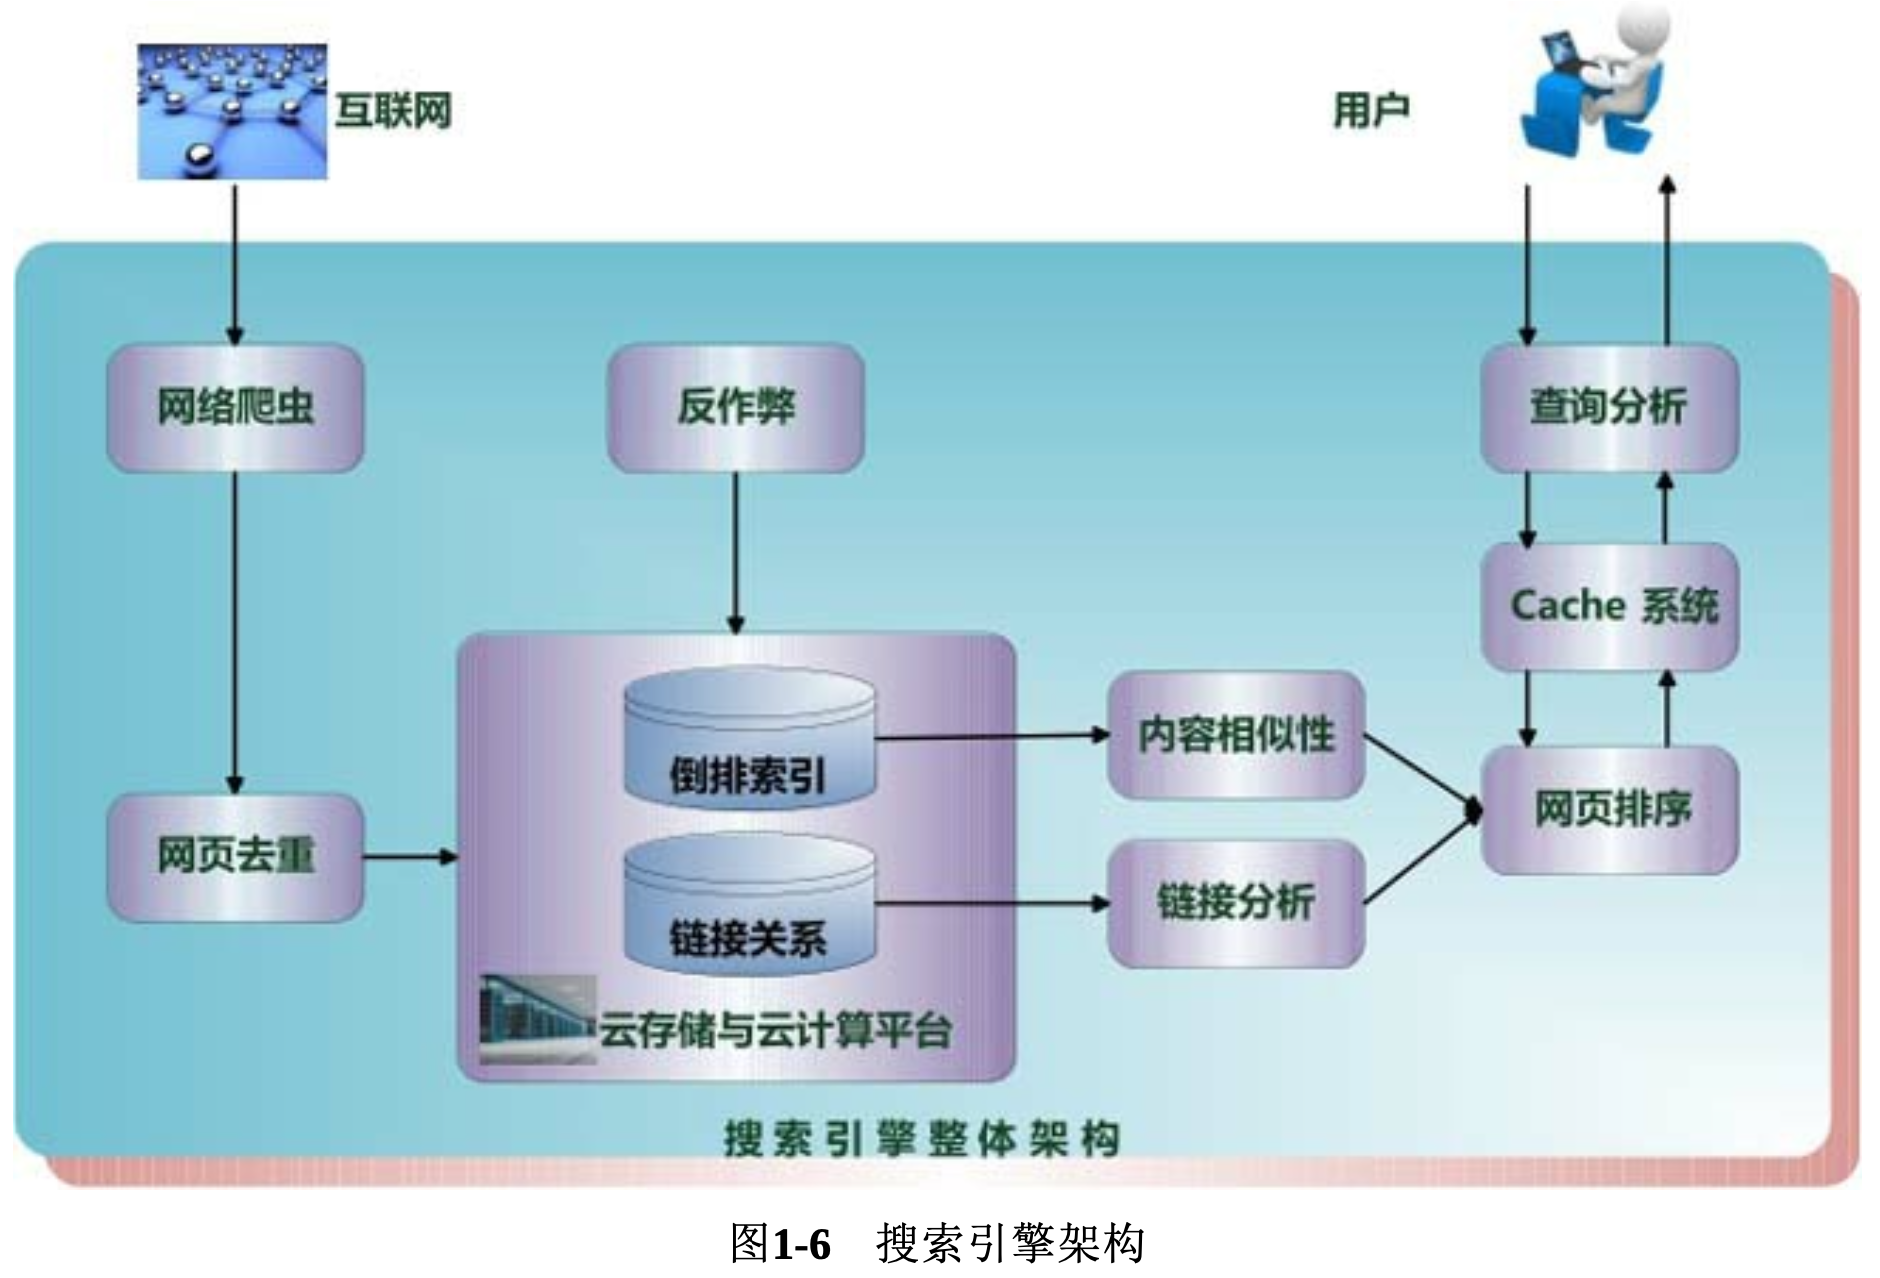 互联网
用户
网络爬虫
反作弊
查询分析
Cache 系统
倒排索引
内容相似性
网页排序
网页去重
链接关系
链接分析
云存储与云计算平台
搜索引擎整体架构
图1-6 搜索引擎架构